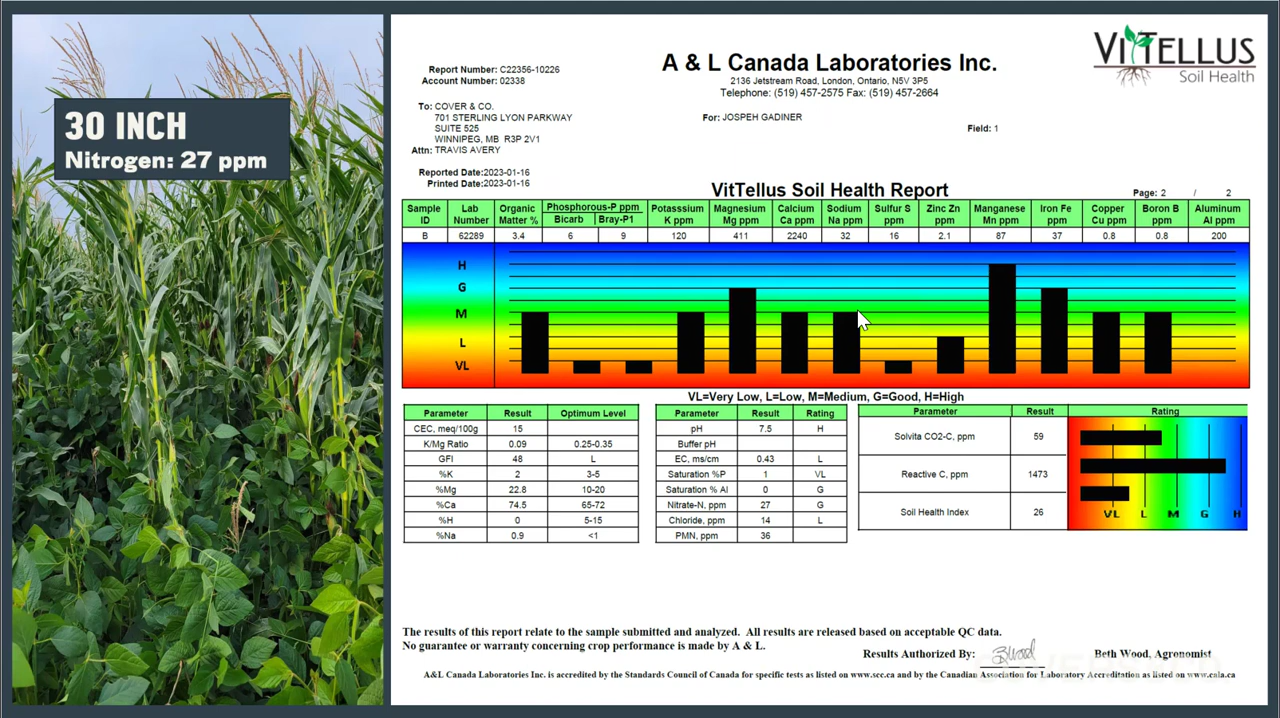 30 INCH
Nitrogen: 27 ppm
VITTELLUS
Soil Health
A & L Canada Laboratories Inc.
2136 Jetstream Road, London, Ontario, N5V 3P5
Telephone: (519) 457-2575 Fax: (519) 457-2664
Report Number: C22356-10226
Account Number: 02338
To: COVER & CO.
701 STERLING LYON PARKWAY
SUITE 525
WINNIPEG, MB R3P 2V1
Attn: TRAVIS AVERY
For: JOSPEH GADINER
Field: 1
Reported Date:2023-01-16
Printed Date:2023-01-16
VitTellus Soil Health Report
Page: 2 / 2
Sample ID Lab Number Organic Matter % Phosphorous-P ppm Bicarb Bray-P1 Potasssium K ppm Magnesium Mg ppm Calcium Ca ppm Sodium Na ppm Sulfur S ppm Zinc Zn ppm Manganese Mn ppm Iron Fe ppm Copper Cu ppm Boron B ppm Aluminum Al ppm
B 62289 3.4 6 9 120 411 2240 32 16 2.1 87 37 0.8 0.8 200
H
G
M
L
VL
VL=Very Low, L=Low, M=Medium, G=Good, H=High
Parameter Result Optimum Level
CEC, meq/100g 15
K/Mg Ratio 0.09 0.25-0.35
GFI 48 L
%K 2 3-5
%Mg 22.8 10-20
%Ca 74.5 65-72
%H 0 5-15
%Na 0.9 <1
Parameter Result Rating
pH 7.5 H
Buffer pH
EC, ms/cm 0.43 L
Saturation %P 1 VL
Saturation % Al 0 G
Nitrate-N, ppm 27 G
Chloride, ppm 14 L
PMN, ppm 36
Parameter Result Rating
Solvita CO2-C, ppm 59
Reactive C, ppm 1473
Soil Health Index 26
VL L M G H
The results of this report relate to the sample submitted and analyzed. All results are released based on acceptable QC data.
No guarantee or warranty concerning crop performance is made by A & L.
Results Authorized By: Beth Wood, Agronomist
A&L Canada Laboratories Inc. is accredited by the Standards Council of Canada for specific tests as listed on www.scc.ca and by the Canadian Association for Laboratory Accreditation as listed on www.cala.ca